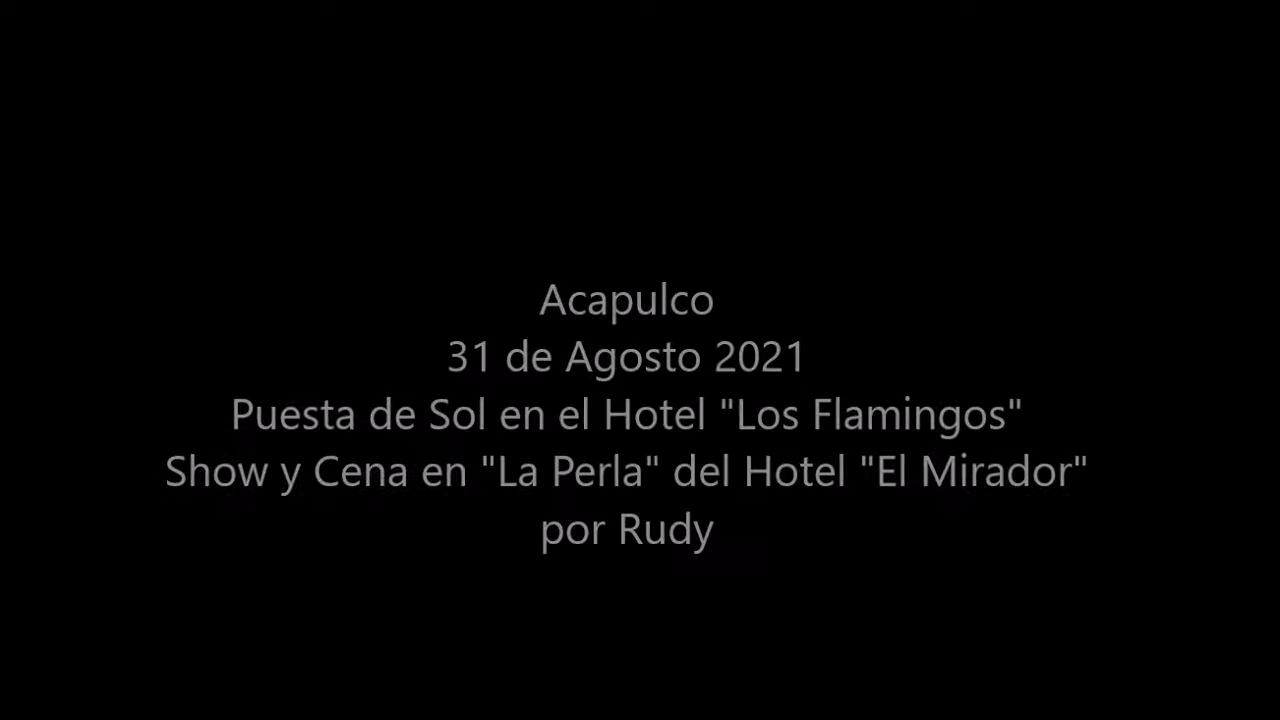 Acapulco
31 de Agosto 2021
Puesta de Sol en el Hotel "Los Flamingos"
Show y Cena en "La Perla" del Hotel "El Mirador"
por Rudy